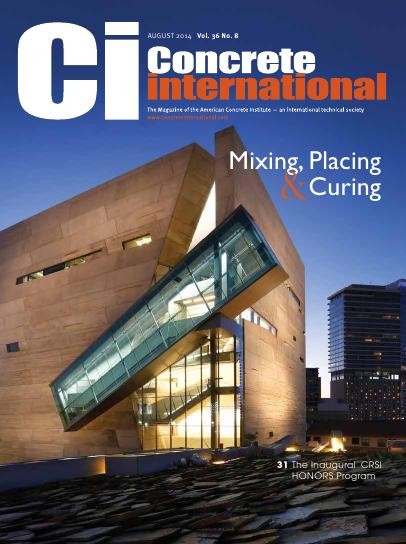 Ci
AUGUST 2014 Vol. 36 No. 8
Concrete
international
The Magazine of the American Concrete Institute — an international technical society
www.concreteinternational.com
Mixing, Placing
& Curing
31 The Inaugural CRSI
HONORS Program